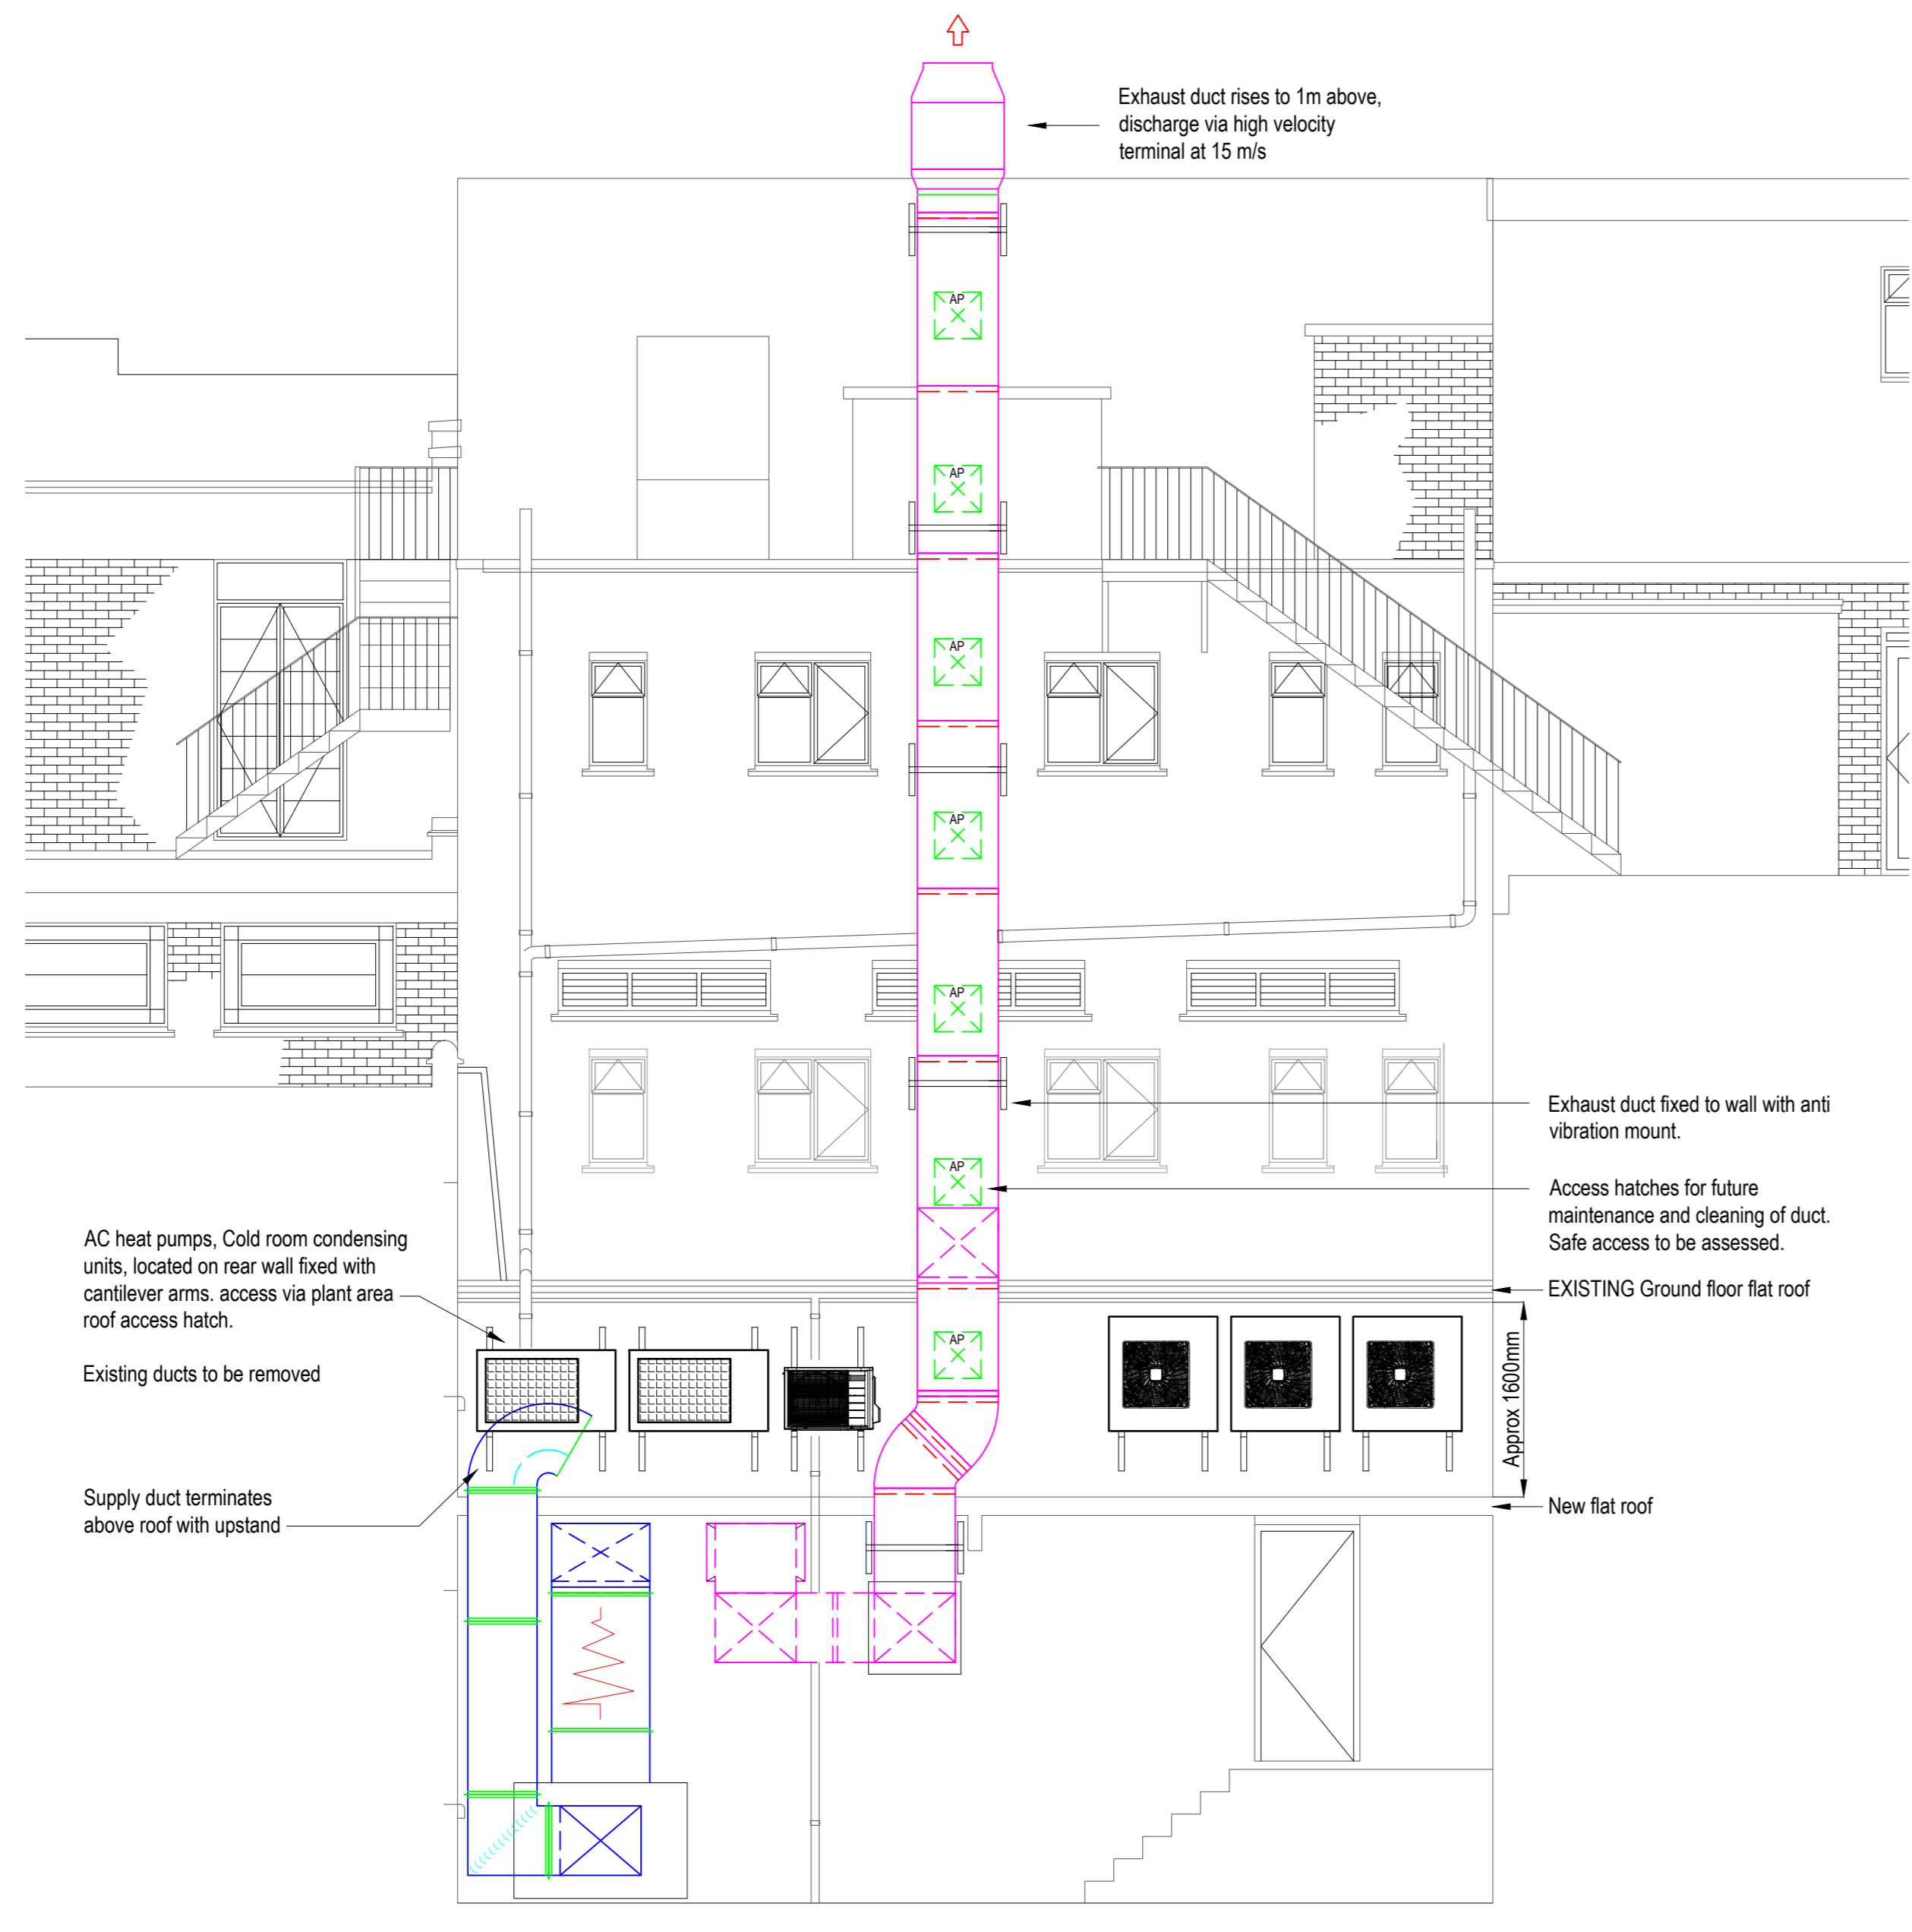 Exhaust duct rises to 1m above,
discharge via high velocity
terminal at 15 m/s
AP
AP
AP
AP
AP
Exhaust duct fixed to wall with anti
vibration mount.
AP
Access hatches for future
maintenance and cleaning of duct.
Safe access to be assessed.
AC heat pumps, Cold room condensing
units, located on rear wall fixed with
cantilever arms. access via plant area
roof access hatch.
EXISTING Ground floor flat roof
AP
Existing ducts to be removed
Approx 1600mm
Supply duct terminates
above roof with upstand
New flat roof